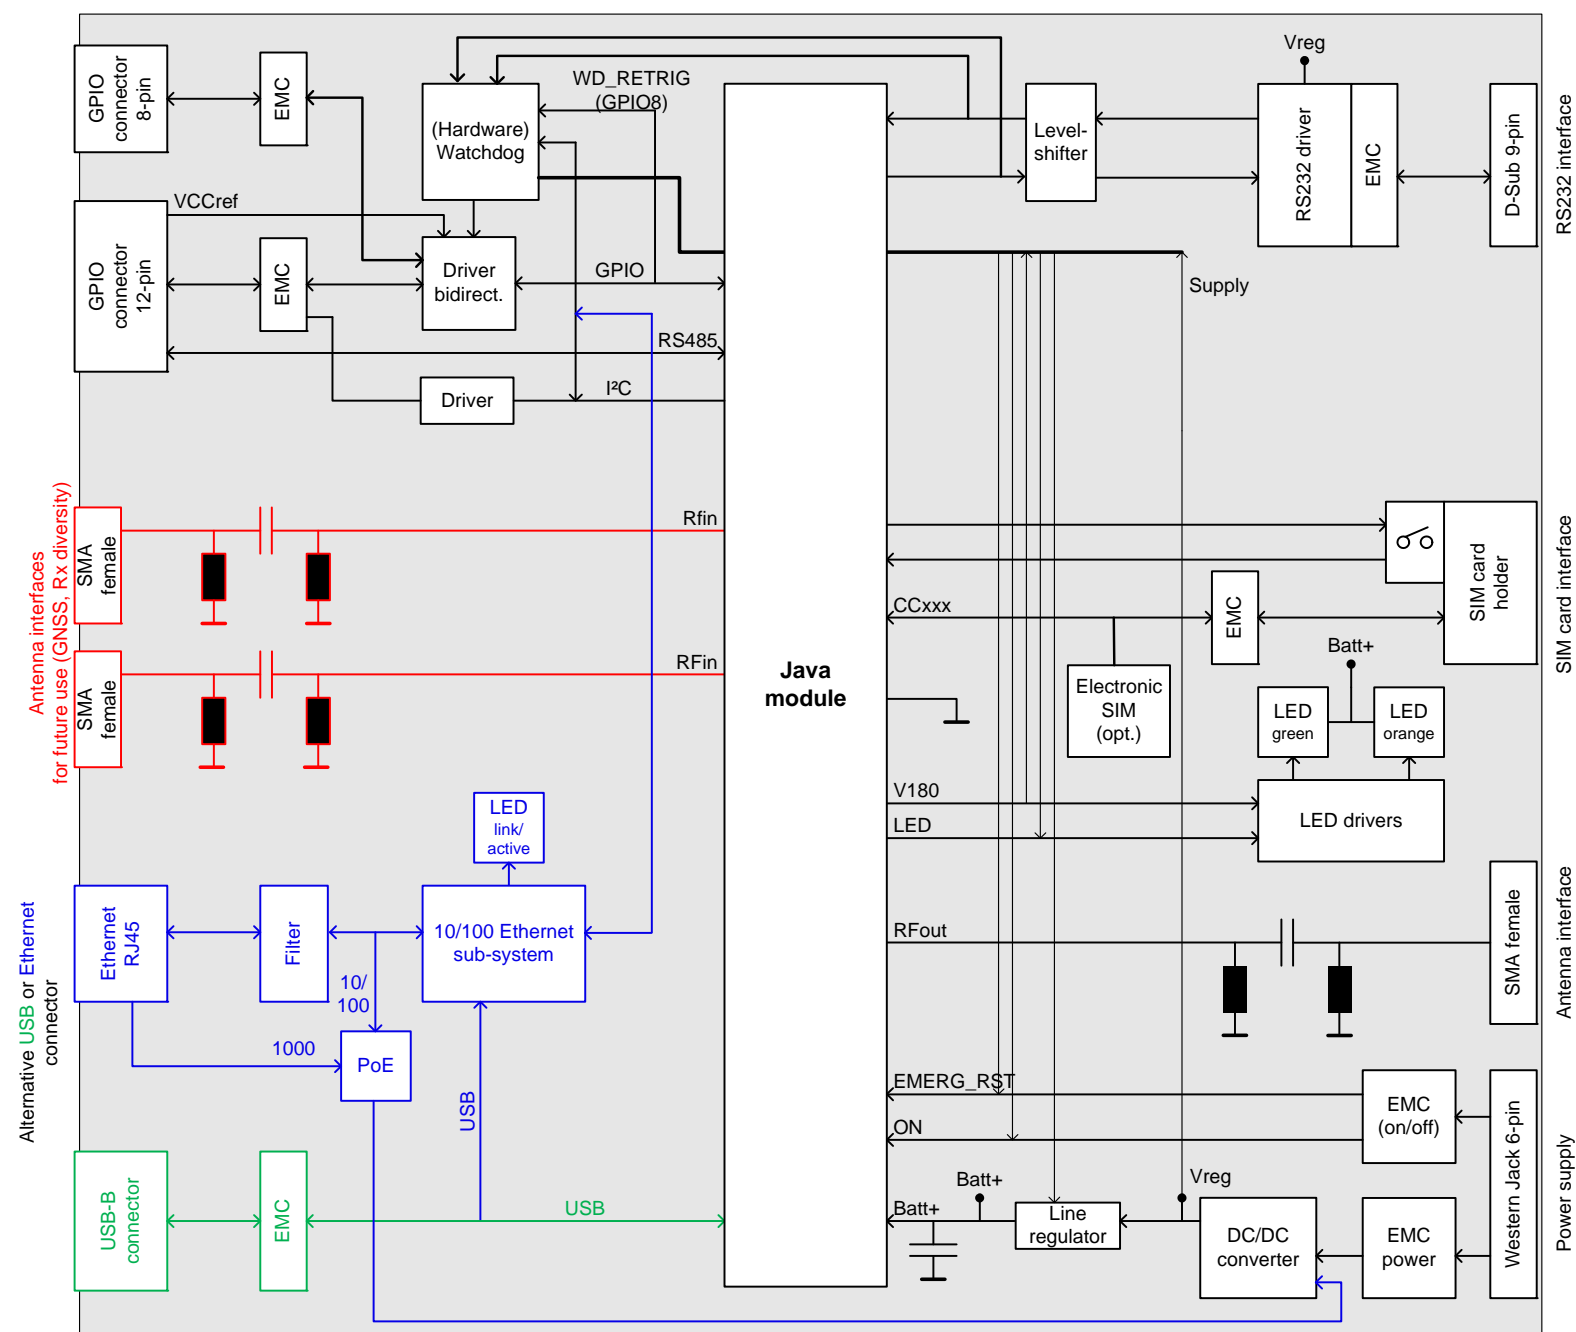 GPIO
connector
8-pin
EMC
WD_RETRIG
(GPIO8)
(Hardware)
Watchdog
Vreg
Level-
shifter
RS232 driver
EMC
D-Sub 9-pin
RS232 interface
VCCref
GPIO
connector
12-pin
EMC
Driver
bidirect.
GPIO
Supply
RS485
Driver
I²C
Antenna interfaces
for future use (GNSS, Rx diversity)
SMA
female
Rfin
SMA
female
RFin
Java
module
SIM card
holder
SIM card interface
CCxxx
EMC
Electronic
SIM
(opt.)
Batt+
LED
green
LED
orange
V180
LED
LED drivers
LED
link/
active
Alternative USB or Ethernet
connector
Ethernet
RJ45
Filter
10/100 Ethernet
sub-system
10/
100
1000
PoE
USB
RFout
SMA female
Antenna interface
EMERG_RST
ON
EMC
(on/off)
Western Jack 6-pin
Power supply
USB-B
connector
EMC
USB
Batt+
Batt+
Line
regulator
Vreg
DC/DC
converter
EMC
power